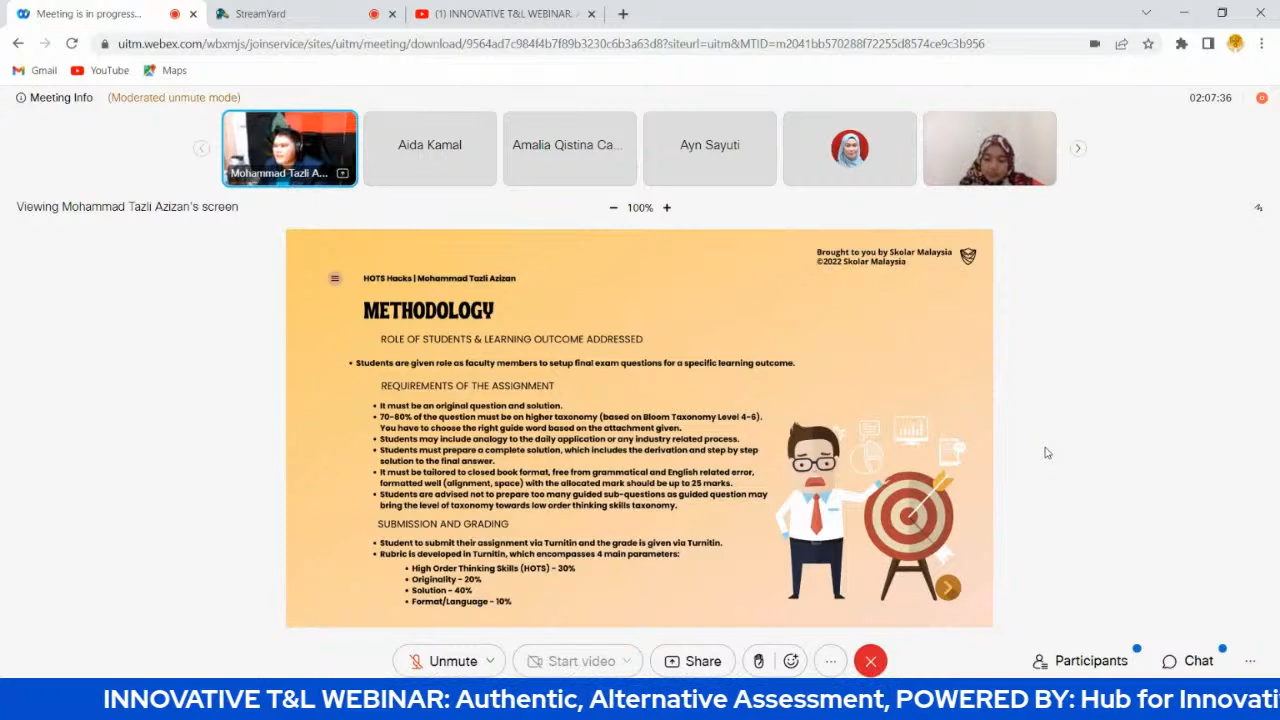 Meeting is in progress...
StreamYard
(1) INNOVATIVE T&L WEBINAR:
uitm.webex.com/wbxmjs/joinservice/sites/uitm/meeting/download/9564ad7c984f4b7f89b3230c6b3a63d8?siteurl=uitm&MTID=m2041bb570288f72255d8574ce9c3b956
Gmail
YouTube
Maps
Meeting Info (Moderated unmute mode)
02:07:36
Mohammad Tazli A...
Aida Kamal
Amalia Qistina Ca...
Ayn Sayuti
Viewing Mohammad Tazli Azizan's screen
− 100% +
Brought to you by Skolar Malaysia
©2022 Skolar Malaysia
HOTS Hacks | Mohammad Tazli Azizan
METHODOLOGY
ROLE OF STUDENTS & LEARNING OUTCOME ADDRESSED
• Students are given role as faculty members to setup final exam questions for a specific learning outcome.
REQUIREMENTS OF THE ASSIGNMENT
• It must be an original question and solution.
• 70-80% of the question must be on higher taxonomy (based on Bloom Taxonomy Level 4-6).
You have to choose the right guide word based on the attachment given.
• Students may include analogy to the daily application or any industry related process.
• Students must prepare a complete solution, which includes the derivation and step by step
solution to the final answer.
• It must be tailored to closed book format, free from grammatical and English related error,
formatted well (alignment, space) with the allocated mark should be up to 25 marks.
• Students are advised not to prepare too many guided sub-questions as guided question may
bring the level of taxonomy towards low order thinking skills taxonomy.
SUBMISSION AND GRADING
• Student to submit their assignment via Turnitin and the grade is given via Turnitin.
• Rubric is developed in Turnitin, which encompasses 4 main parameters:
• High Order Thinking Skills (HOTS) - 30%
• Originality - 20%
• Solution - 40%
• Format/Language - 10%
Unmute
Start video
Share
Participants
Chat
INNOVATIVE T&L WEBINAR: Authentic, Alternative Assessment, POWERED BY: Hub for Innovati